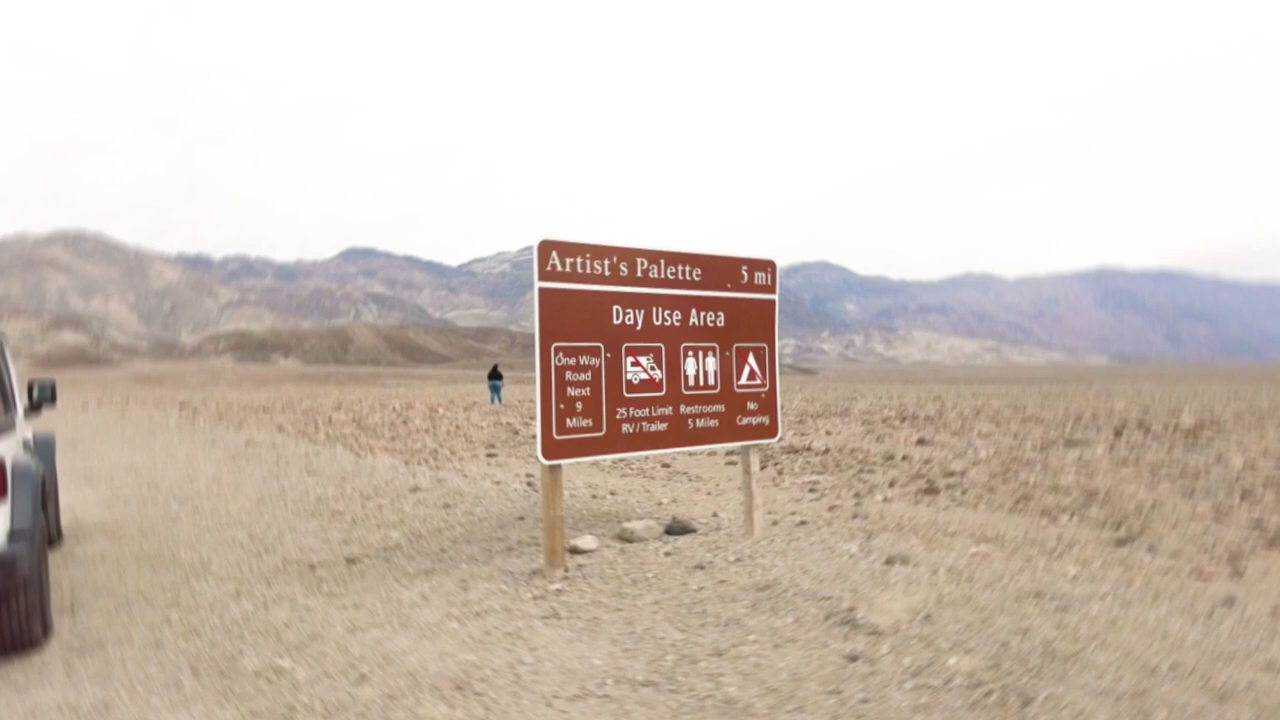 Artist's Palette 5 mi
Day Use Area
One Way
Road
Next
9
Miles
25 Foot Limit
RV / Trailer
Restrooms
5 Miles
No
Camping